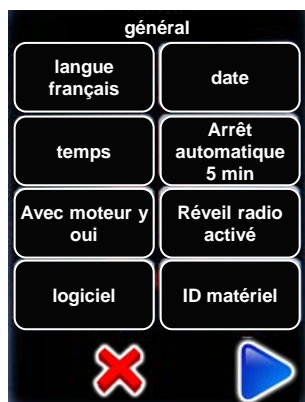 général
langue
français
date
temps
Arrêt
automatique
5 min
Avec moteur y
oui
Réveil radio
activé
logiciel
ID matériel